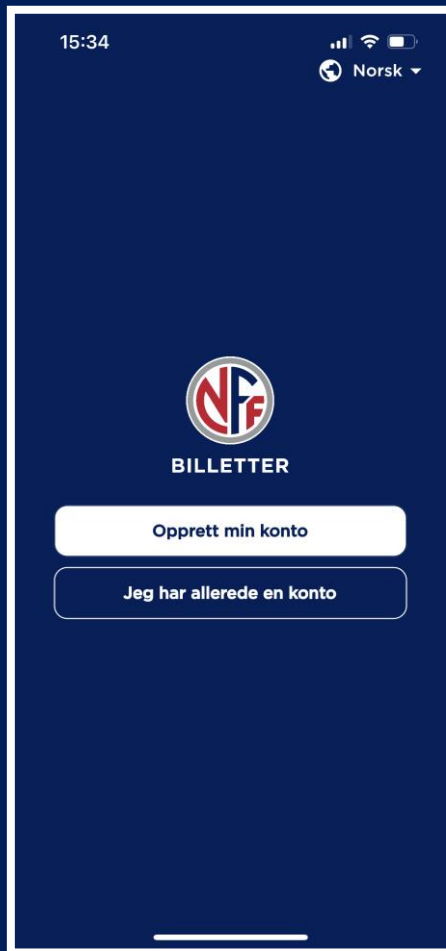 15:34
Norsk
NFF
BILLETTER
Opprett min konto
Jeg har allerede en konto